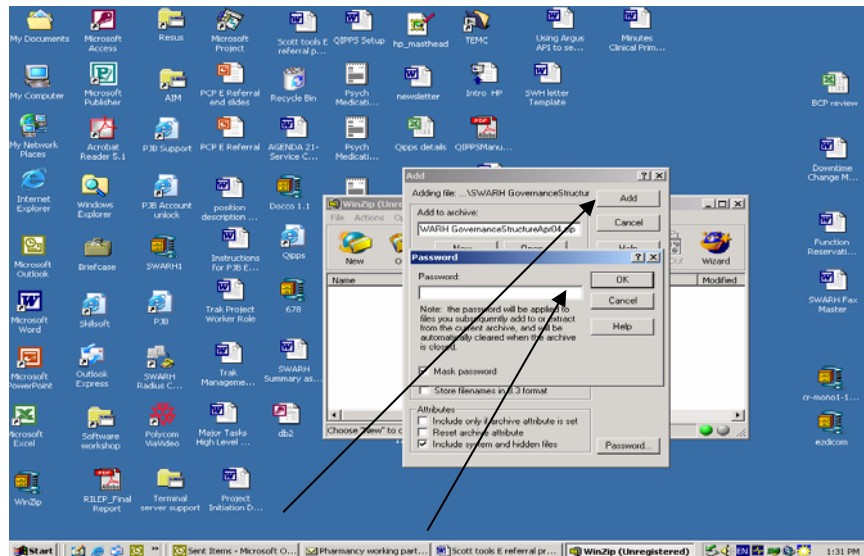 My Documents
Microsoft
Access
Resus
Microsoft
Project
Scott tools E
referral p...
QIPPS Setup
hp_masthead
TEMC
Using Argus
API to se...
Minutes
Clinical Prim...
My Computer
Microsoft
Publisher
AIM
PCP E Referral
end slides
Recycle Bin
Psych
Medicati...
newsletter
Intro HP
SWH letter
Template
BCP review
My Network
Places
Acrobat
Reader 5.1
PJB Support
PCP E Referral
AGENDA 21-
Service C...
Psych
Medicati...
Qipps details
QIPPSManu...
Downtime
Change M...
Internet
Explorer
Windows
Explorer
PJB Account
unlock
position
description ...
Docco 1.1
Microsoft
Outlook
Briefcase
SWARH1
Instructions
for PJB E...
Qipps
Function
Reservati...
Microsoft
Word
Skillsoft
PJB
Trak Project
Worker Role
678
SWARH Fax
Master
Microsoft
PowerPoint
Outlook
Express
SWARH
Radius C...
Trak
Manageme...
SWARH
Summary as...
cr-mono1-1...
Microsoft
Excel
Software
workshop
Polycom
ViaVideo
Major Tasks
High Level ...
db2
ezdicom
WinZip
RILEP_Final
Report
Terminal
server support
Project
Initiation D...
WinZip (Unre
File Actions
New
Wizard
Name
Modified
Choose "New" to c
Add
Adding file: ...\SWARH GovernanceStructur
Add
Add to archive:
WARH GovernanceStructureApr04.zip
Cancel
New...
Open...
Help
Password
Password:
OK
Cancel
Help
Note: the password will be applied to
files you subsequently add to or extract
from the current archive, and will be
automatically cleared when the archive
is closed.
Mask password
Store filenames in 8.3 format
Attributes
Include only if archive attribute is set
Reset archive attribute
Include system and hidden files
Password...
Start
Sent Items - Microsoft O...
Pharmancy working part...
Scott tools E referral pr...
WinZip (Unregistered)
EN
1:31 PM